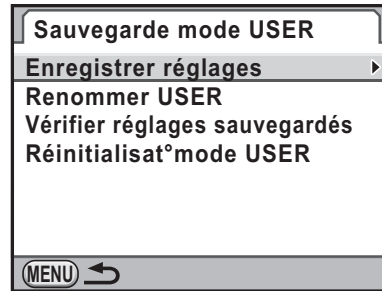 Sauvegarde mode USER
Enregistrer réglages
Renommer USER
Vérifier réglages sauvegardés
Réinitialisat°mode USER
MENU